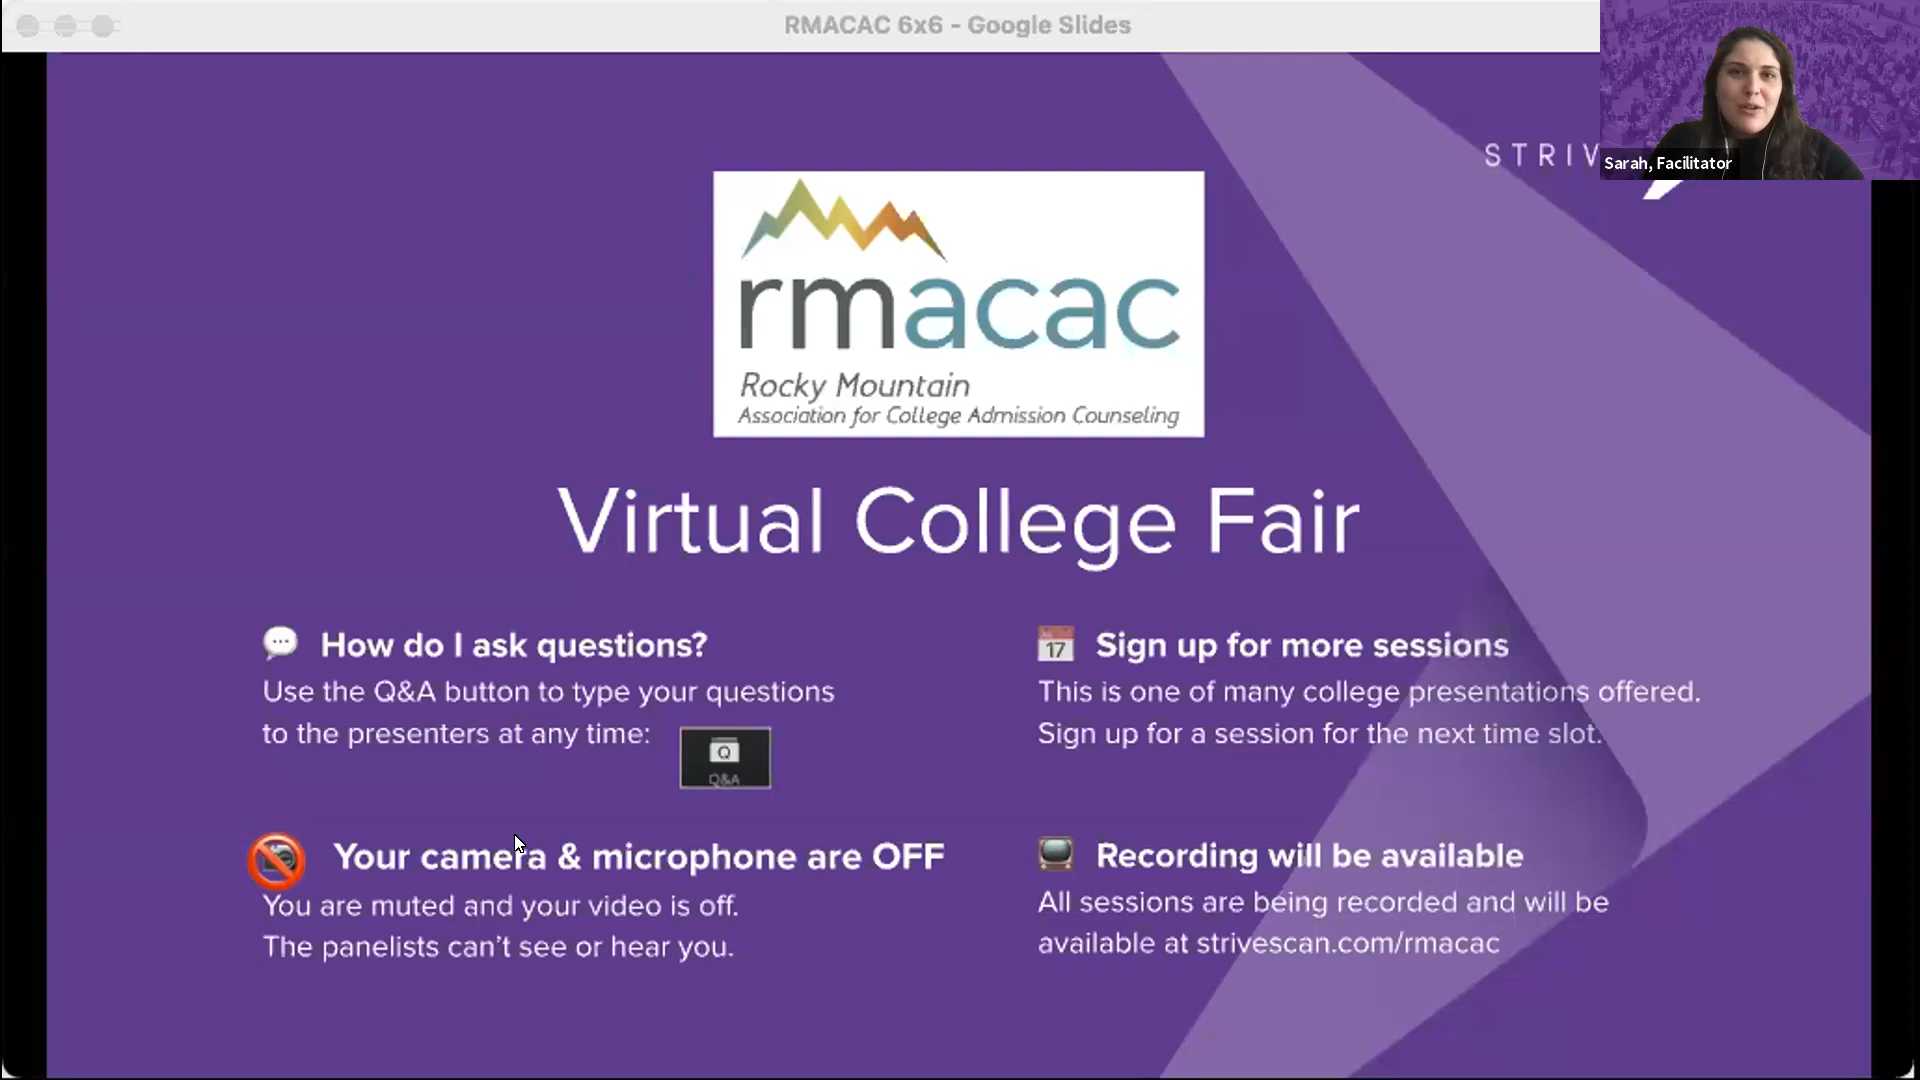 RMACAC 6x6 - Google Slides
STRIV
Sarah, Facilitator
rmacac
Rocky Mountain
Association for College Admission Counseling
Virtual College Fair
How do I ask questions?
Use the Q&A button to type your questions
to the presenters at any time:
Q
Q&A
17
Sign up for more sessions
This is one of many college presentations offered.
Sign up for a session for the next time slot.
Your camera & microphone are OFF
You are muted and your video is off.
The panelists can't see or hear you.
Recording will be available
All sessions are being recorded and will be
available at strivescan.com/rmacac